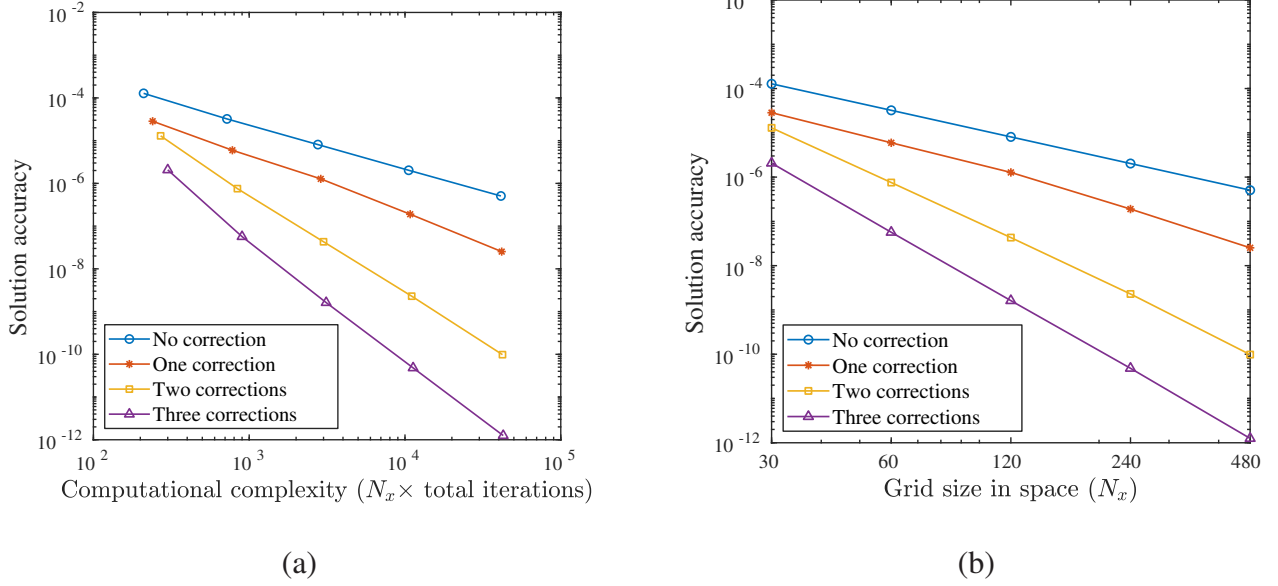 10^-2
10^-4
10^-6
10^-8
10^-10
10^-12
Solution accuracy
No correction
One correction
Two corrections
Three corrections
10^2 10^3 10^4 10^5
Computational complexity (N_x× total iterations)
(a)
10
10^-4
10^-6
10^-8
10^-10
10^-12
Solution accuracy
No correction
One correction
Two corrections
Three corrections
30 60 120 240 480
Grid size in space (N_x)
(b)